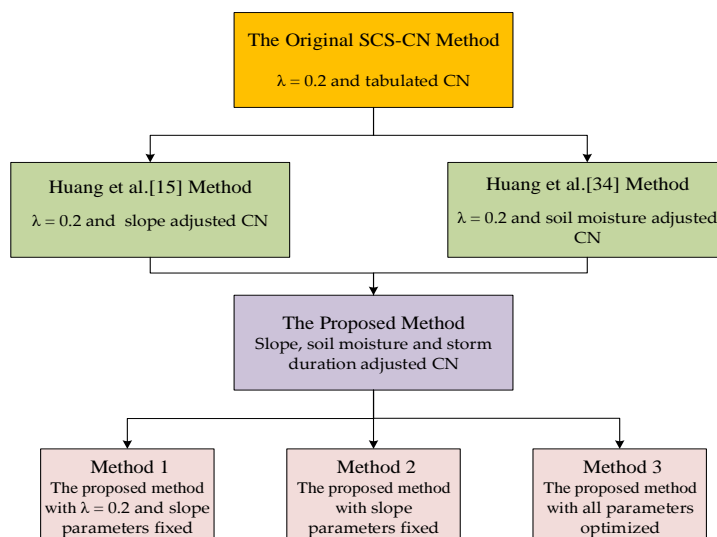 The Original SCS-CN Method
λ = 0.2 and tabulated CN
Huang et al.[15] Method
λ = 0.2 and slope adjusted CN
Huang et al.[34] Method
λ = 0.2 and soil moisture adjusted
CN
The Proposed Method
Slope, soil moisture and storm
duration adjusted CN
Method 1
The proposed method
with λ = 0.2 and slope
parameters fixed
Method 2
The proposed method
with slope
parameters fixed
Method 3
The proposed method
with all parameters
optimized